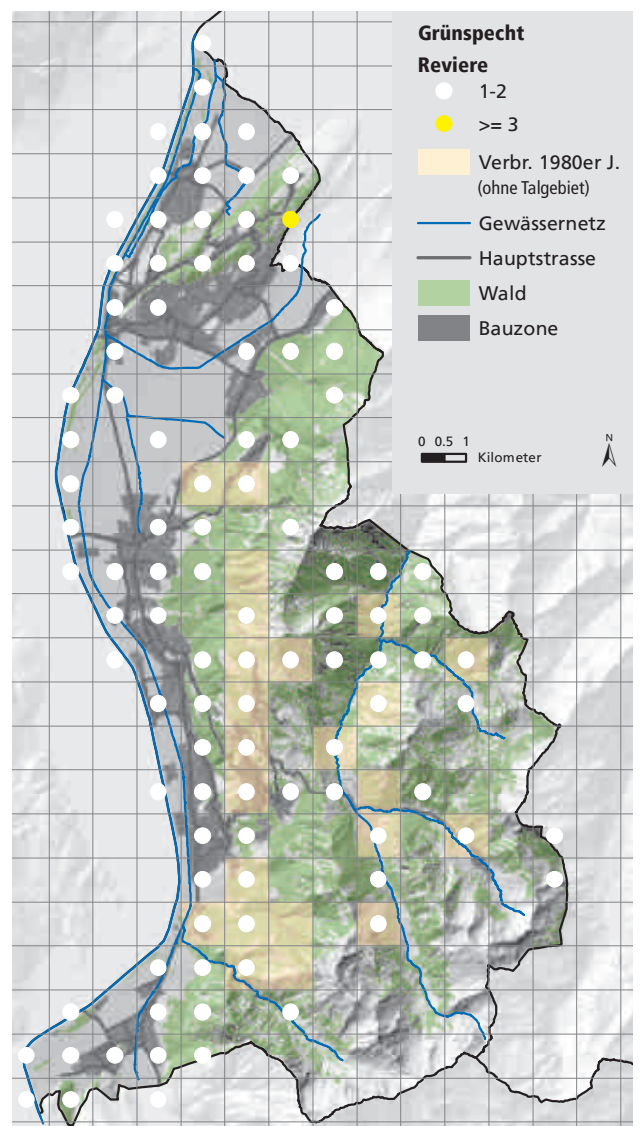 Grünspecht
Reviere
1-2
>= 3
Verbr. 1980er J.
(ohne Talgebiet)
Gewässernetz
Hauptstrasse
Wald
Bauzone
0 0.5 1
Kilometer
N